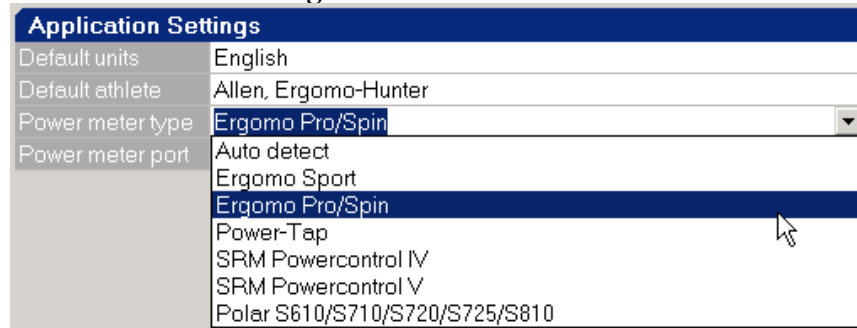 Application Settings
Default units English
Default athlete Allen, Ergomo-Hunter
Power meter type Ergomo Pro/Spin
Power meter port Auto detect
Ergomo Sport
Ergomo Pro/Spin
Power-Tap
SRM Powercontrol IV
SRM Powercontrol V
Polar S610/S710/S720/S725/S810